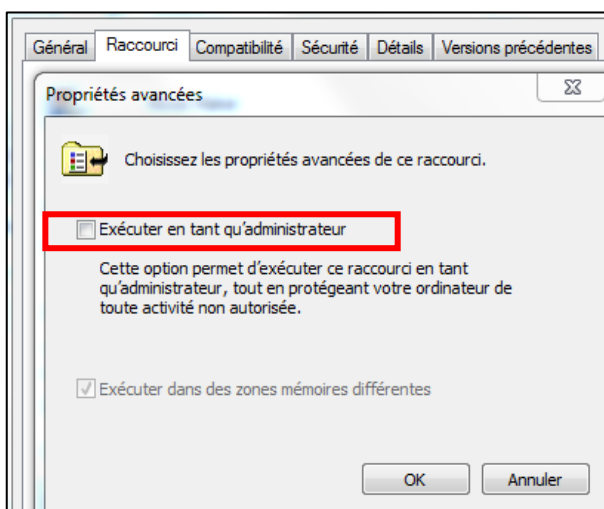 Général Raccourci Compatibilité Sécurité Détails Versions précédentes
Propriétés avancées
Choisissez les propriétés avancées de ce raccourci.
Exécuter en tant qu'administrateur
Cette option permet d'exécuter ce raccourci en tant
qu'administrateur, tout en protégeant votre ordinateur de
toute activité non autorisée.
Exécuter dans des zones mémoires différentes
OK Annuler